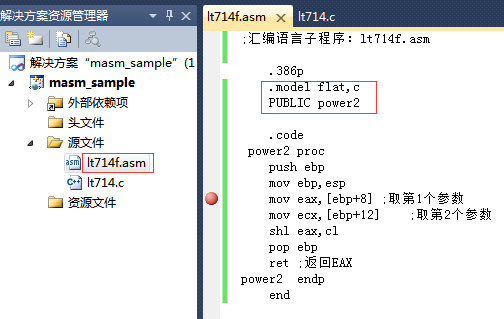 解决方案资源管理器
解决方案 “masm_sample” (1
masm_sample
外部依赖项
头文件
源文件
asm lt714f.asm
lt714.c
资源文件
lt714f.asm lt714.c
;汇编语言子程序: lt714f.asm
.386p
.model flat,c
PUBLIC power2
.code
power2 proc
push ebp
mov ebp,esp
mov eax,[ebp+8] ;取第1个参数
mov ecx,[ebp+12] ;取第2个参数
shl eax,cl
pop ebp
ret ;返回EAX
power2 endp
end